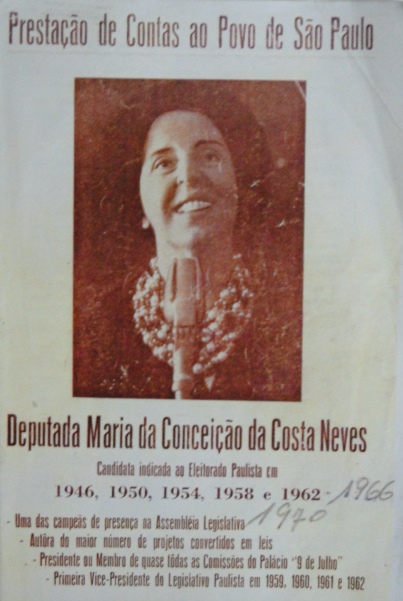 Prestação de Contas ao Povo de São Paulo
Deputada Maria da Conceição da Costa Neves
Candidata indicada ao Eleitorado Paulista em
1946, 1950, 1954, 1958 e 1962 - 1966
1970
- Uma das campeãs de presença na Assembléia Legislativa
- Autôra do maior número de projetos convertidos em leis
- Presidente ou Membro de quase tôdas as Comissões do Palácio "9 de Julho"
- Primeira Vice-Presidente do Legislativo Paulista em 1959, 1960, 1961 e 1962